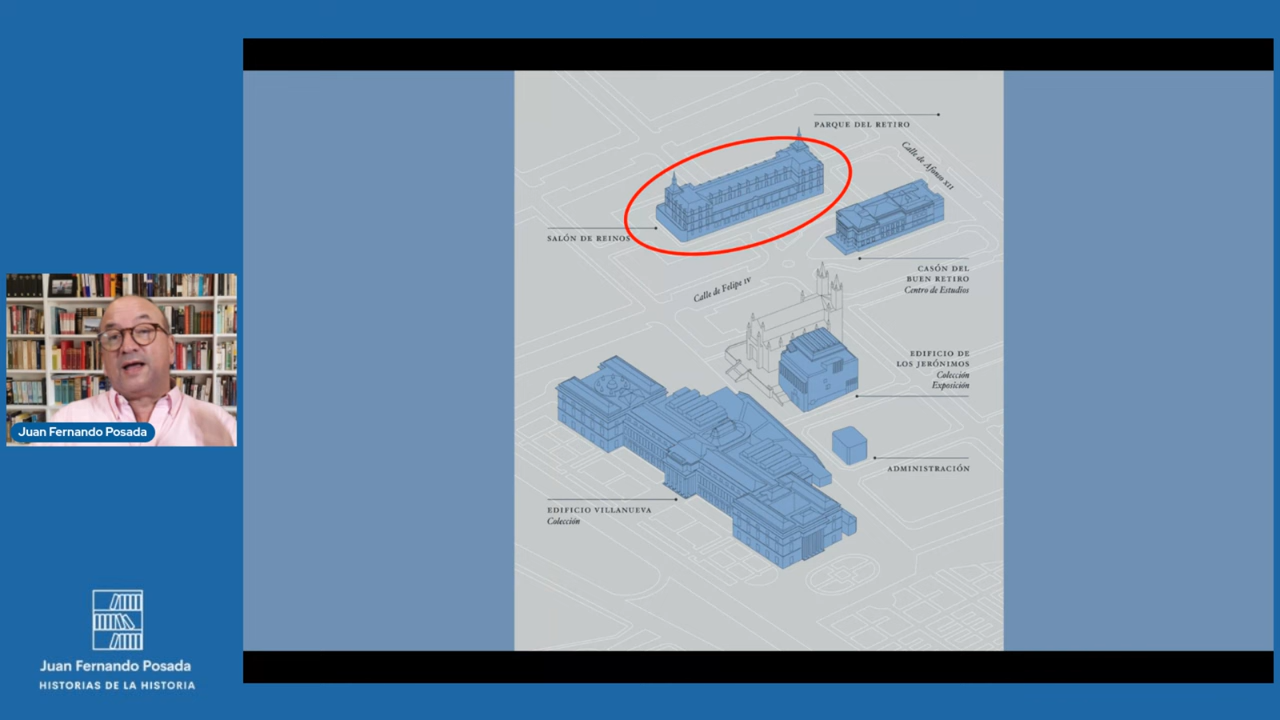 PARQUE DEL RETIRO
Calle de Afonso XII
SALÓN DE REINOS
CASÓN DEL
BUEN RETIRO
Centro de Estudios
Calle de Felipe IV
EDIFICIO DE
LOS JERÓNIMOS
Colección
Exposición
ADMINISTRACIÓN
EDIFICIO VILLANUEVA
Colección
Juan Fernando Posada
Juan Fernando Posada
HISTORIAS DE LA HISTORIA